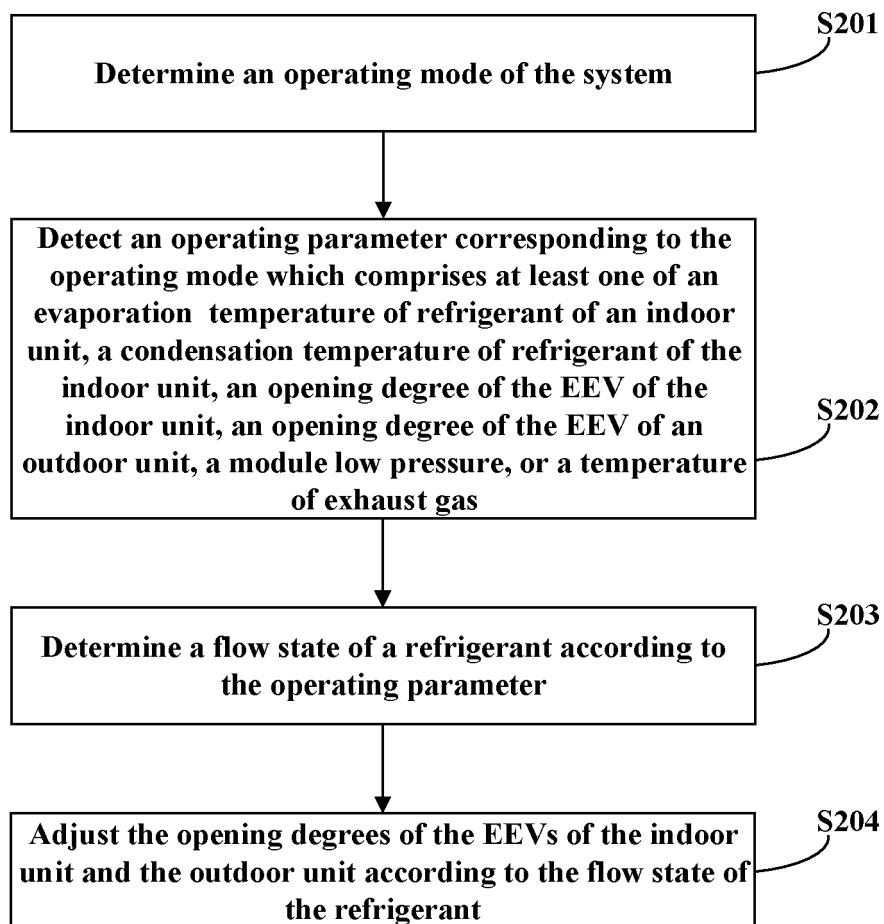 S201
Determine an operating mode of the system
Detect an operating parameter corresponding to the
operating mode which comprises at least one of an
evaporation temperature of refrigerant of an indoor
unit, a condensation temperature of refrigerant of the
indoor unit, an opening degree of the EEV of the
indoor unit, an opening degree of the EEV of an
outdoor unit, a module low pressure, or a temperature
of exhaust gas
S202
S203
Determine a flow state of a refrigerant according to
the operating parameter
S204
Adjust the opening degrees of the EEVs of the indoor
unit and the outdoor unit according to the flow state of
the refrigerant